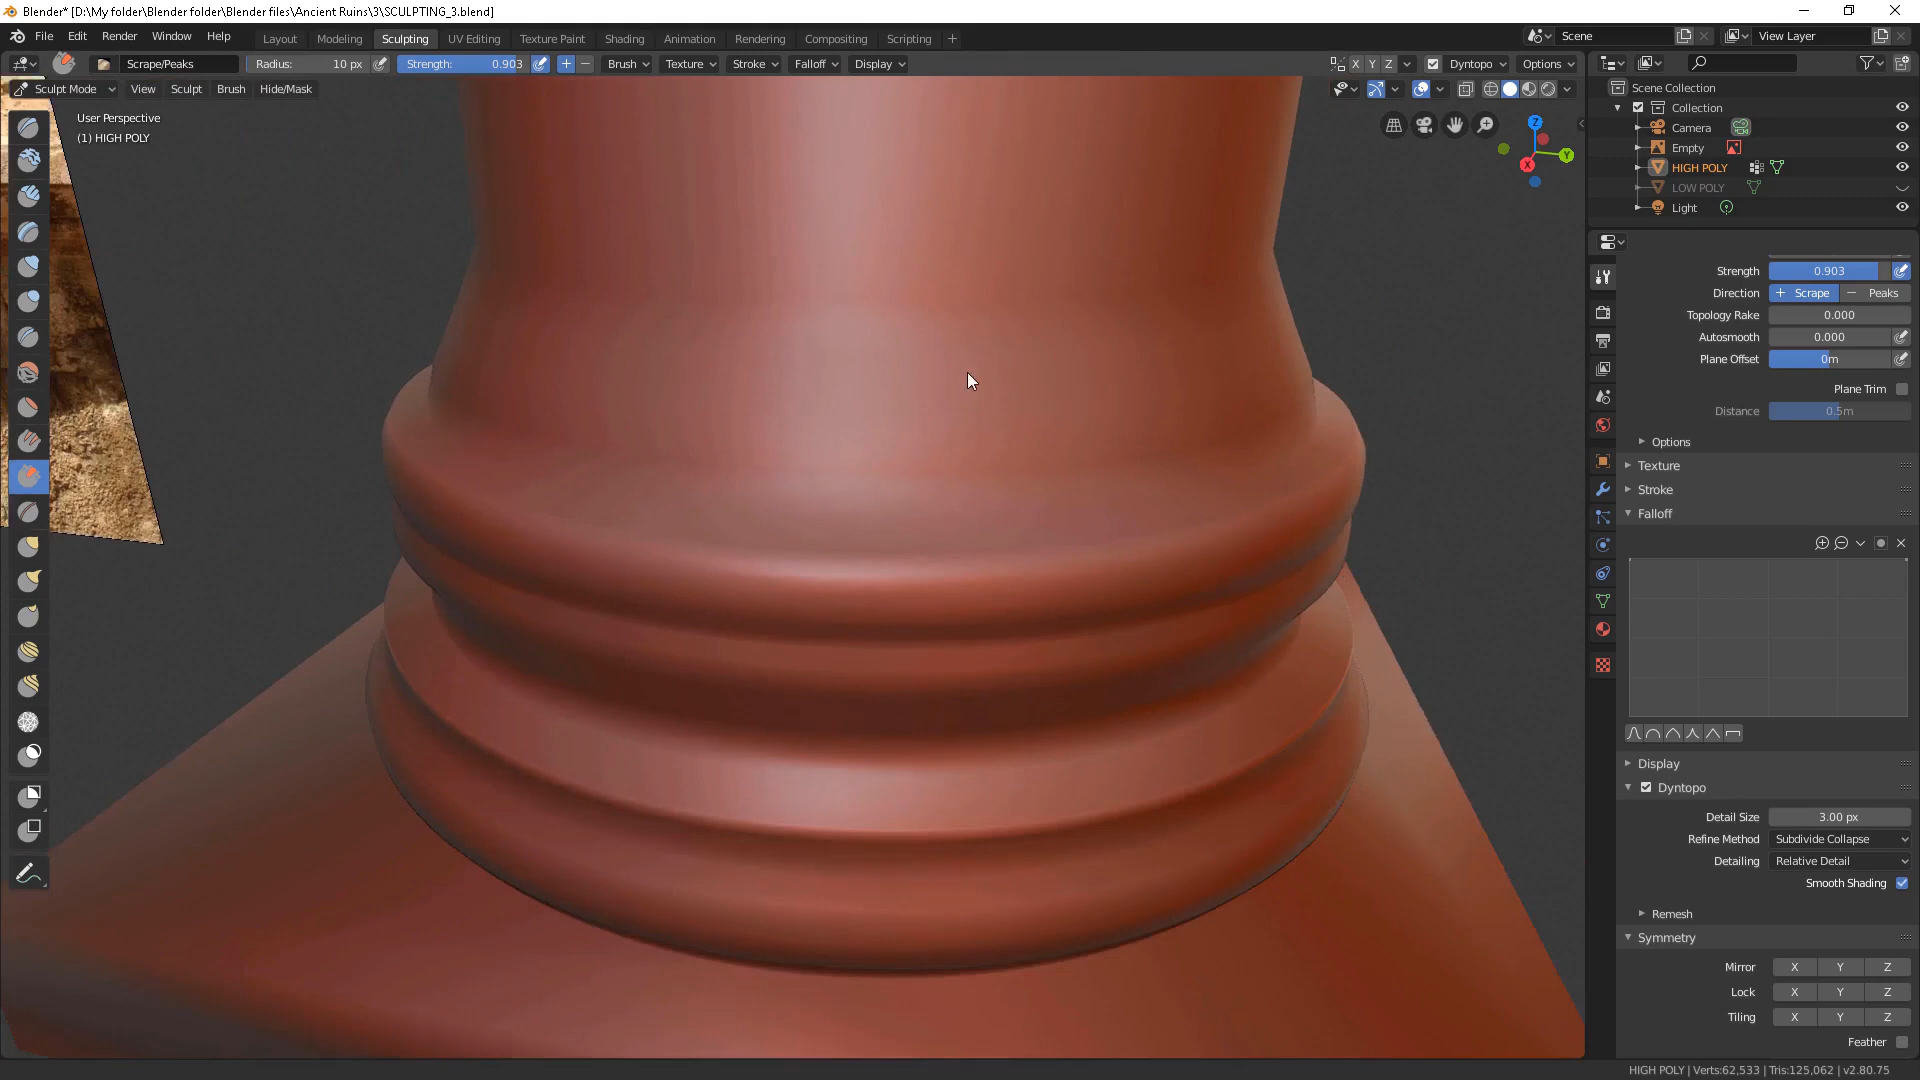 Blender* [D:\My folder\Blender folder\Blender files\Ancient Ruins\3\SCULPTING_3.blend]
File Edit Render Window Help Layout Modeling Sculpting UV Editing Texture Paint Shading Animation Rendering Compositing Scripting + Scene View Layer
Scrape/Peaks Radius: 10 px Strength: 0.903 + − Brush Texture Stroke Falloff Display X Y Z Dyntopo Options
Sculpt Mode View Sculpt Brush Hide/Mask
User Perspective
(1) HIGH POLY
Z
Y
X
Scene Collection
Collection
Camera
Empty
HIGH POLY
LOW POLY
Light
Strength 0.903
Direction + Scrape − Peaks
Topology Rake 0.000
Autosmooth 0.000
Plane Offset 0m
Plane Trim
Distance 0.5m
Options
Texture
Stroke
Falloff
Display
Dyntopo
Detail Size 3.00 px
Refine Method Subdivide Collapse
Detailing Relative Detail
Smooth Shading
Remesh
Symmetry
Mirror X Y Z
Lock X Y Z
Tiling X Y Z
Feather
HIGH POLY | Verts:62,533 | Tris:125,062 | v2.80.75